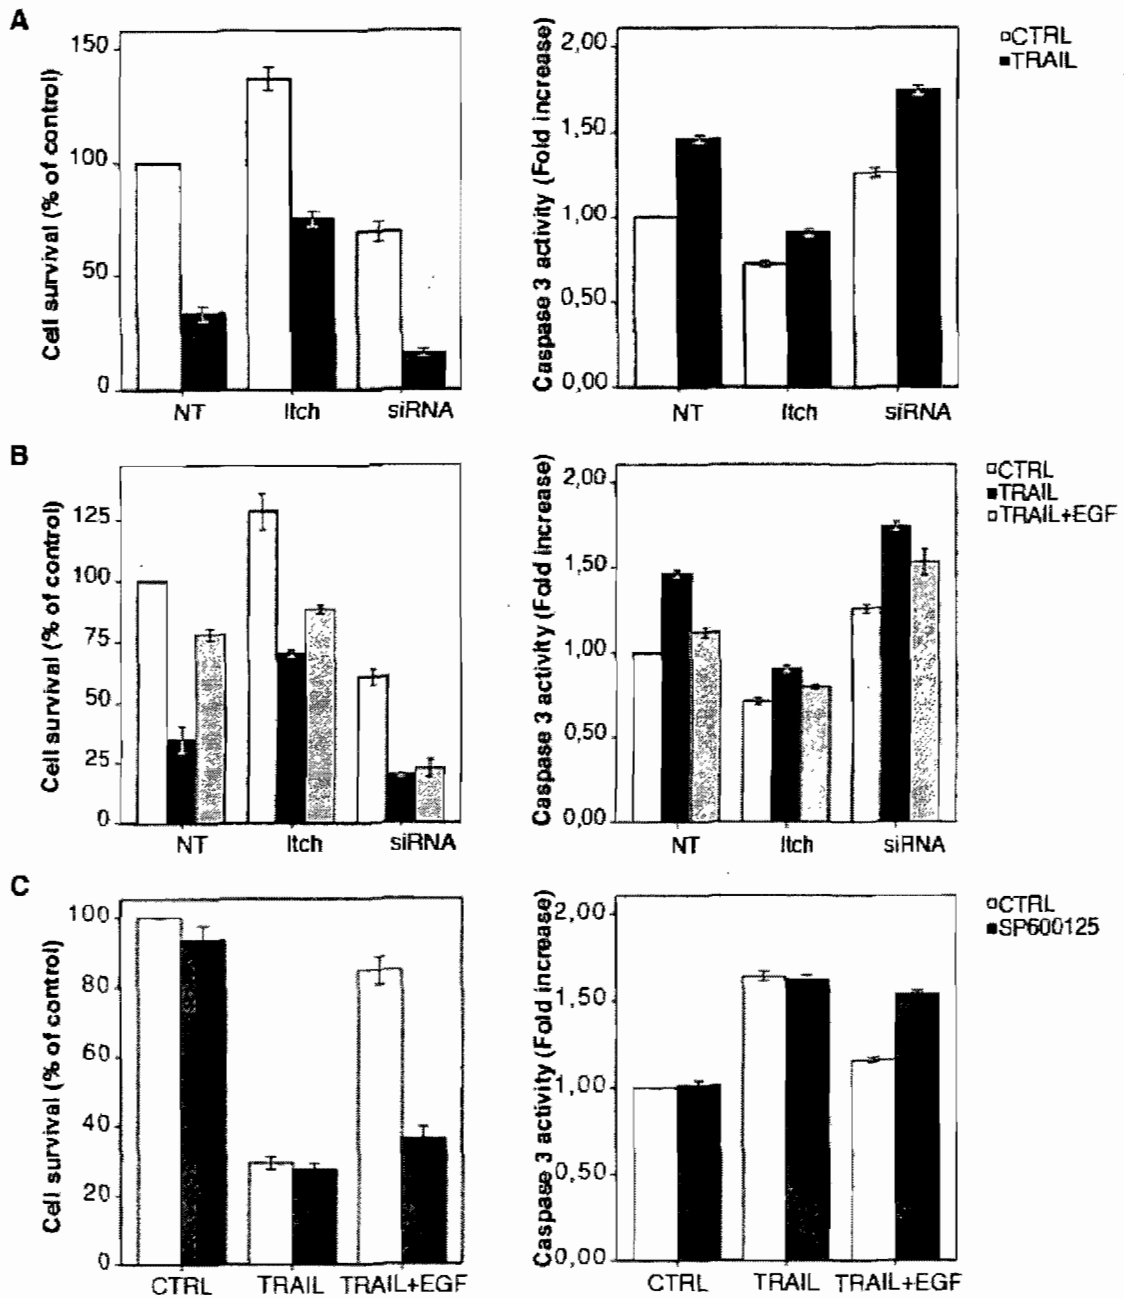 A
Cell survival (% of control)
150
100
50
0
NT Itch siRNA
Caspase 3 activity (Fold increase)
2,00
1,50
1,00
0,50
0,00
NT Itch siRNA
CTRL
TRAIL
B
Cell survival (% of control)
125
100
75
50
25
0
NT Itch siRNA
Caspase 3 activity (Fold increase)
2,00
1,50
1,00
0,50
0,00
NT Itch siRNA
CTRL
TRAIL
TRAIL+EGF
C
Cell survival (% of control)
100
80
60
40
20
0
CTRL TRAIL TRAIL+EGF
Caspase 3 activity (Fold increase)
2,00
1,50
1,00
0,50
0,00
CTRL TRAIL TRAIL+EGF
CTRL
SP600125